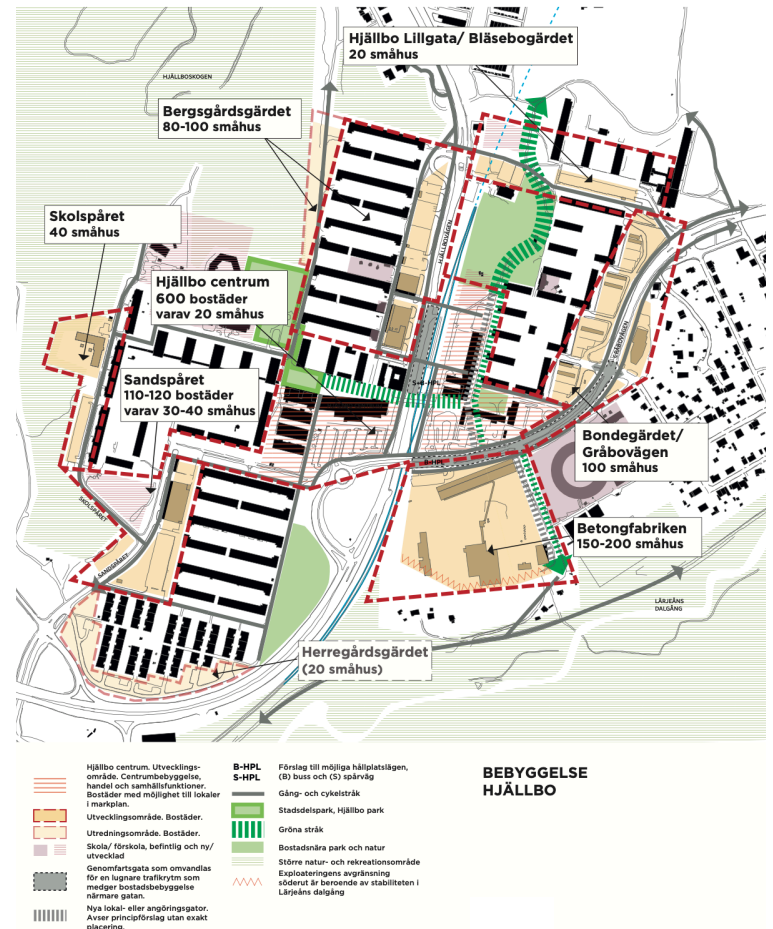 Hjällbo Lillgata/ Bläsebogärdet
20 småhus
HJÄLLBOSKOGEN
Bergsgårdsgärdet
80-100 småhus
Skolspåret
40 småhus
HJÄLLBOVÄGEN
Hjällbo centrum
600 bostäder
varav 20 småhus
GRÅBOVÄGEN
S+B-HPL
Sandspåret
110-120 bostäder
varav 30-40 småhus
Bondegärdet/
Gråbovägen
100 småhus
B-HPL
SKOLSPÅRET
Betongfabriken
150-200 småhus
SANDSPÅRET
LÄRJEÅNS
DALGÅNG
Herregårdsgärdet
(20 småhus)
Hjällbo centrum. Utvecklings-
område. Centrumbebyggelse,
handel och samhällsfunktioner.
Bostäder med möjlighet till lokaler
i markplan.
Utvecklingsområde. Bostäder.
Utredningsområde. Bostäder.
Skola/ förskola, befintlig och ny/
utvecklad
Genomfartsgata som omvandlas
för en lugnare trafikrytm som
medger bostadsbebyggelse
närmare gatan.
Nya lokal- eller angöringsgator.
Avser principförslag utan exakt
placering.
B-HPL
S-HPL
Förslag till möjliga hållplatslägen,
(B) buss och (S) spårväg
Gång- och cykelstråk
Stadsdelspark, Hjällbo park
Gröna stråk
Bostadsnära park och natur
Större natur- och rekreationsområde
Exploateringens avgränsning
söderut är beroende av stabiliteten i
Lärjeåns dalgång
BEBYGGELSE
HJÄLLBO